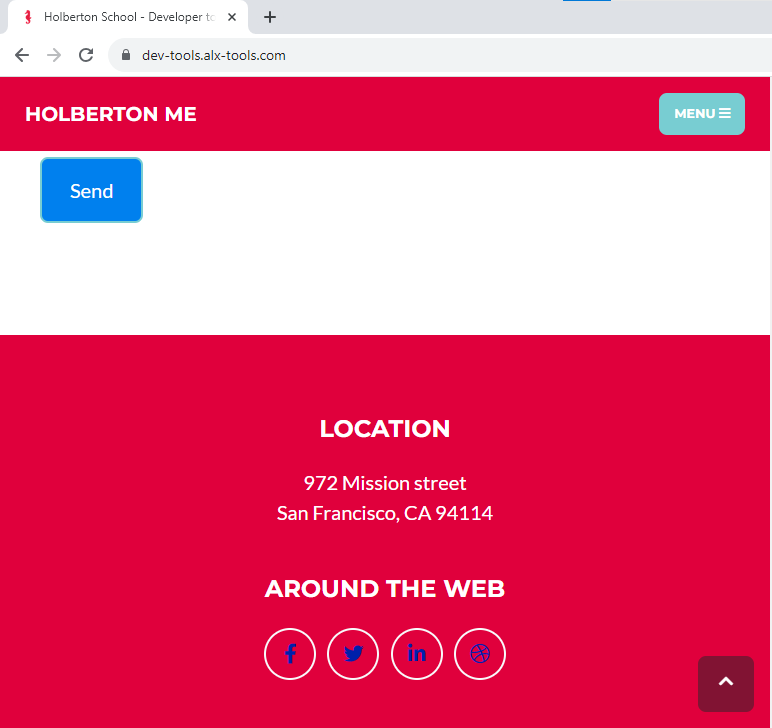 Holberton School - Developer to
dev-tools.alx-tools.com
HOLBERTON ME
MENU
Send
LOCATION
972 Mission street
San Francisco, CA 94114
AROUND THE WEB